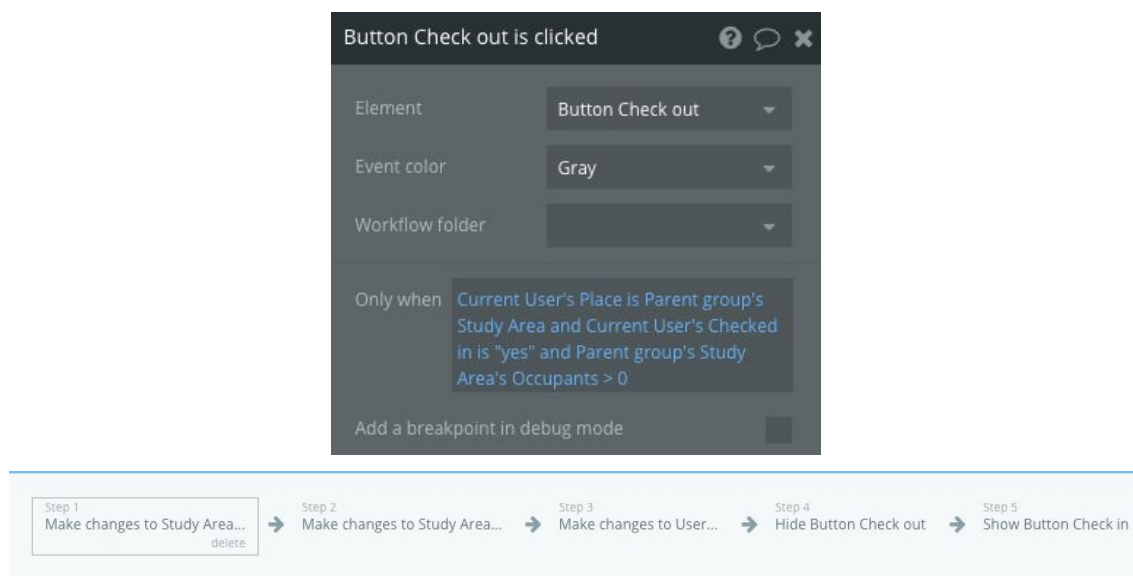 Button Check out is clicked
Element
Button Check out
Event color
Gray
Workflow folder
Only when
Current User's Place is Parent group's
Study Area and Current User's Checked
in is "yes" and Parent group's Study
Area's Occupants > 0
Add a breakpoint in debug mode
Step 1
Make changes to Study Area...
delete
Step 2
Make changes to Study Area...
Step 3
Make changes to User...
Step 4
Hide Button Check out
Step 5
Show Button Check in